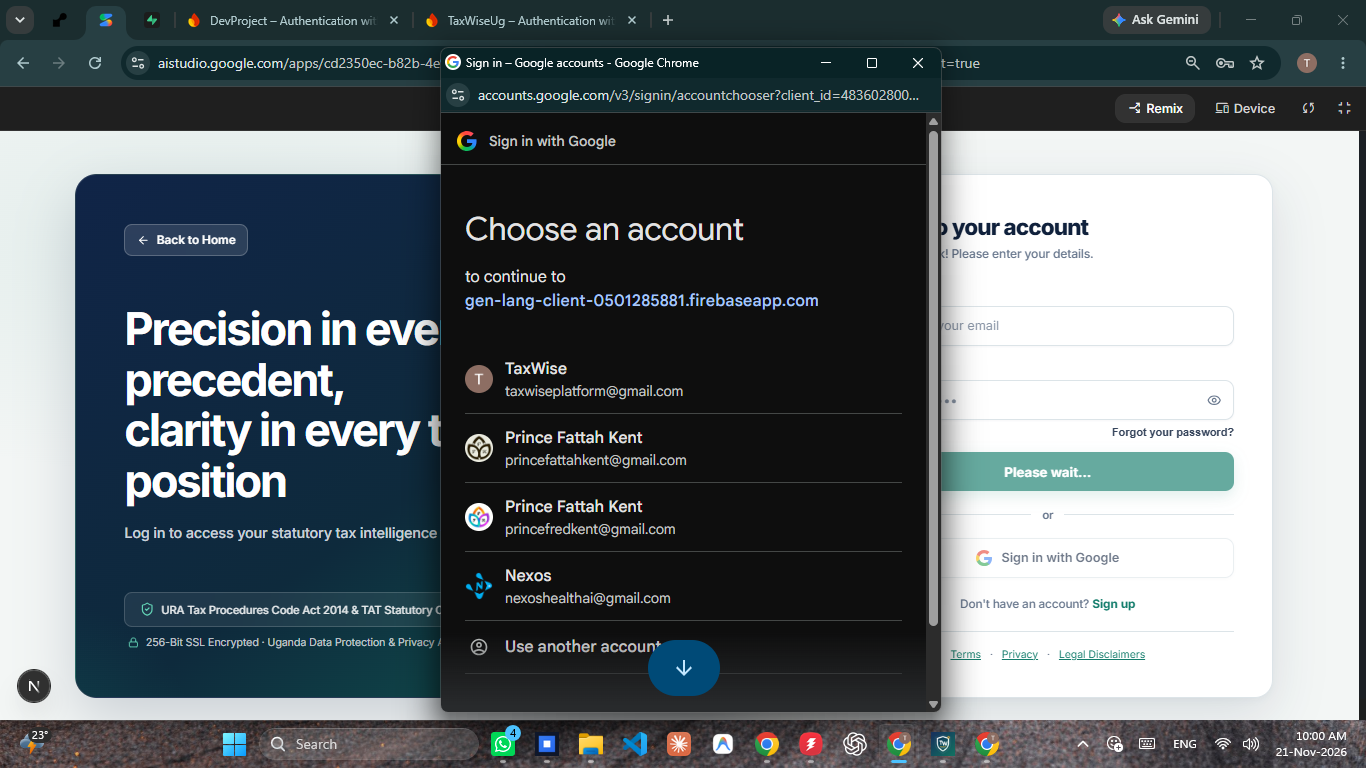 DevProject – Authentication wit
TaxWiseUg – Authentication wit
Ask Gemini
aistudio.google.com/apps/cd2350ec-b82b-4e
t=true
T
Sign in – Google accounts - Google Chrome
accounts.google.com/v3/signin/accountchooser?client_id=483602800...
Remix
Device
Sign in with Google
Choose an account
to continue to
gen-lang-client-0501285881.firebaseapp.com
T
TaxWise
taxwiseplatform@gmail.com
Prince Fattah Kent
princefattahkent@gmail.com
Prince Fattah Kent
princefredkent@gmail.com
N
Nexos
nexoshealthai@gmail.com
Use another account
Back to Home
Precision in eve
precedent,
clarity in every t
position
Log in to access your statutory tax intelligence
URA Tax Procedures Code Act 2014 & TAT Statutory C
256-Bit SSL Encrypted · Uganda Data Protection & Privacy A
N
o your account
k! Please enter your details.
your email
Forgot your password?
Please wait...
or
Sign in with Google
Don't have an account? Sign up
Terms · Privacy · Legal Disclaimers
23°
Search
4
ENG
10:00 AM
21-Nov-2026